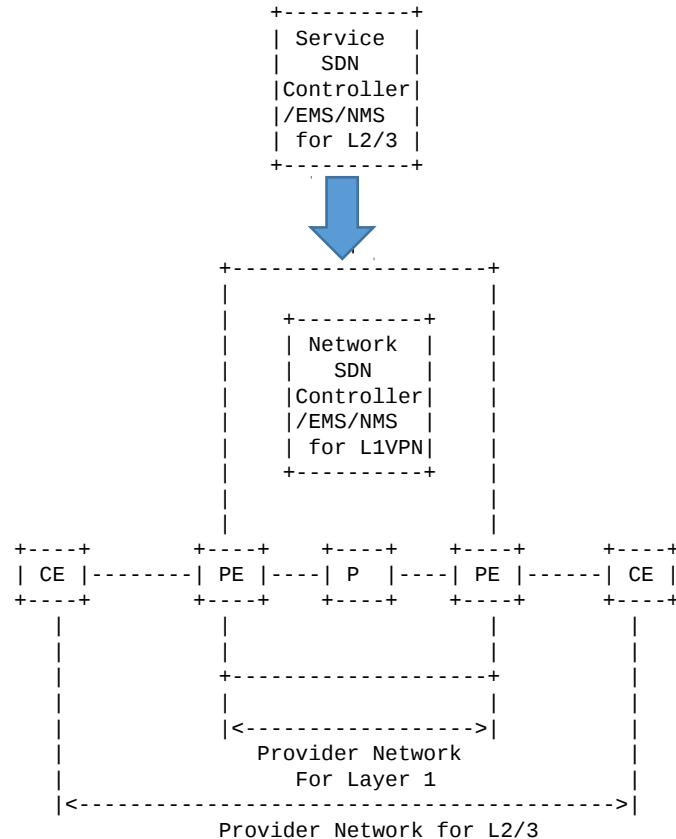 +----------+
| Service  |
|   SDN    |
|Controller|
|/EMS/NMS  |
| for L2/3 |
+----------+
+--------------------+
|                    |
|    +----------+    |
|    | Network  |    |
|    |   SDN    |    |
|    |Controller|    |
|    |/EMS/NMS  |    |
|    | for L1VPN|    |
|    +----------+    |
|                    |
|                    |
+----+        +----+    +----+    +----+      +----+
| CE |--------| PE |----| P  |----| PE |------| CE |
+----+        +----+    +----+    +----+      +----+
|            |                    |          |
|            |                    |          |
|            +--------------------+          |
|            |                    |          |
|            |<------------------>|          |
|               Provider Network             |
|                 For Layer 1                |
|<------------------------------------------>|
Provider Network for L2/3